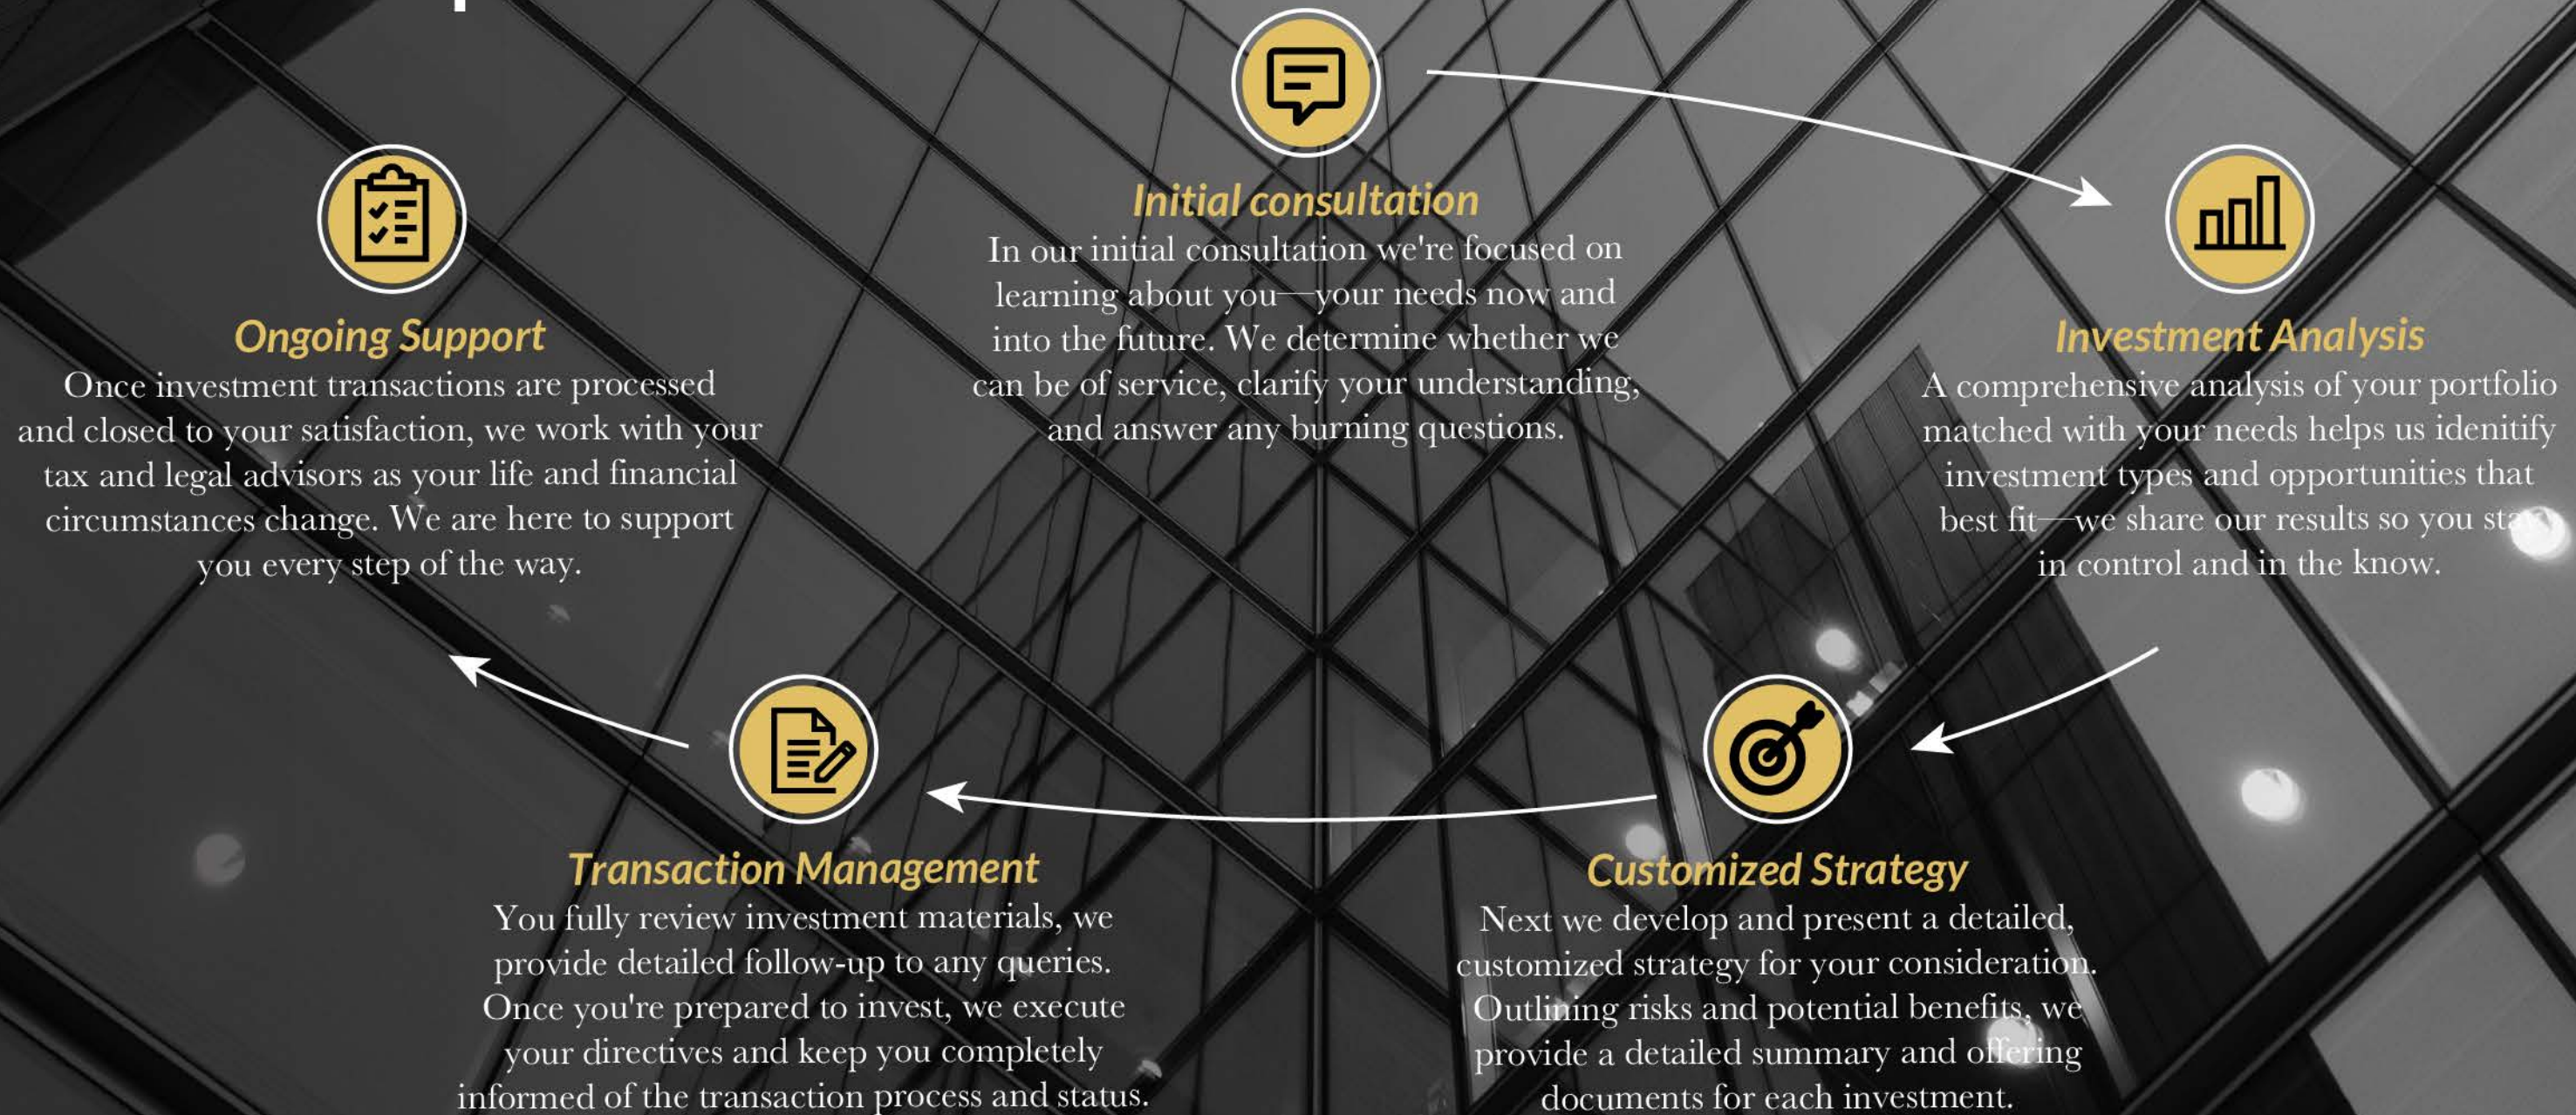 Initial consultation
In our initial consultation we're focused on
learning about you—your needs now and
into the future. We determine whether we
can be of service, clarify your understanding,
and answer any burning questions.
Investment Analysis
A comprehensive analysis of your portfolio
matched with your needs helps us idenitify
investment types and opportunities that
best fit—we share our results so you stay
in control and in the know.
Customized Strategy
Next we develop and present a detailed,
customized strategy for your consideration.
Outlining risks and potential benefits, we
provide a detailed summary and offering
documents for each investment.
Transaction Management
You fully review investment materials, we
provide detailed follow-up to any queries.
Once you're prepared to invest, we execute
your directives and keep you completely
informed of the transaction process and status.
Ongoing Support
Once investment transactions are processed
and closed to your satisfaction, we work with your
tax and legal advisors as your life and financial
circumstances change. We are here to support
you every step of the way.